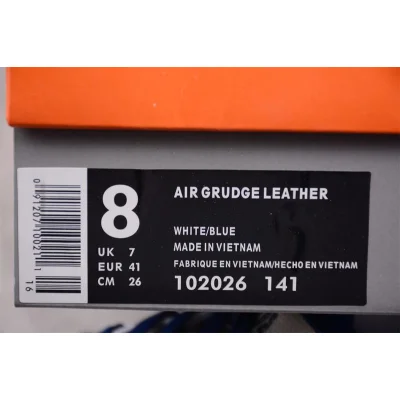 8
UK 7
EUR 41
CM 26
AIR GRUDGE LEATHER
WHITE/BLUE
MADE IN VIETNAM
FABRIQUE EN VIETNAM/HECHO EN VIETNAM
102026 141
16